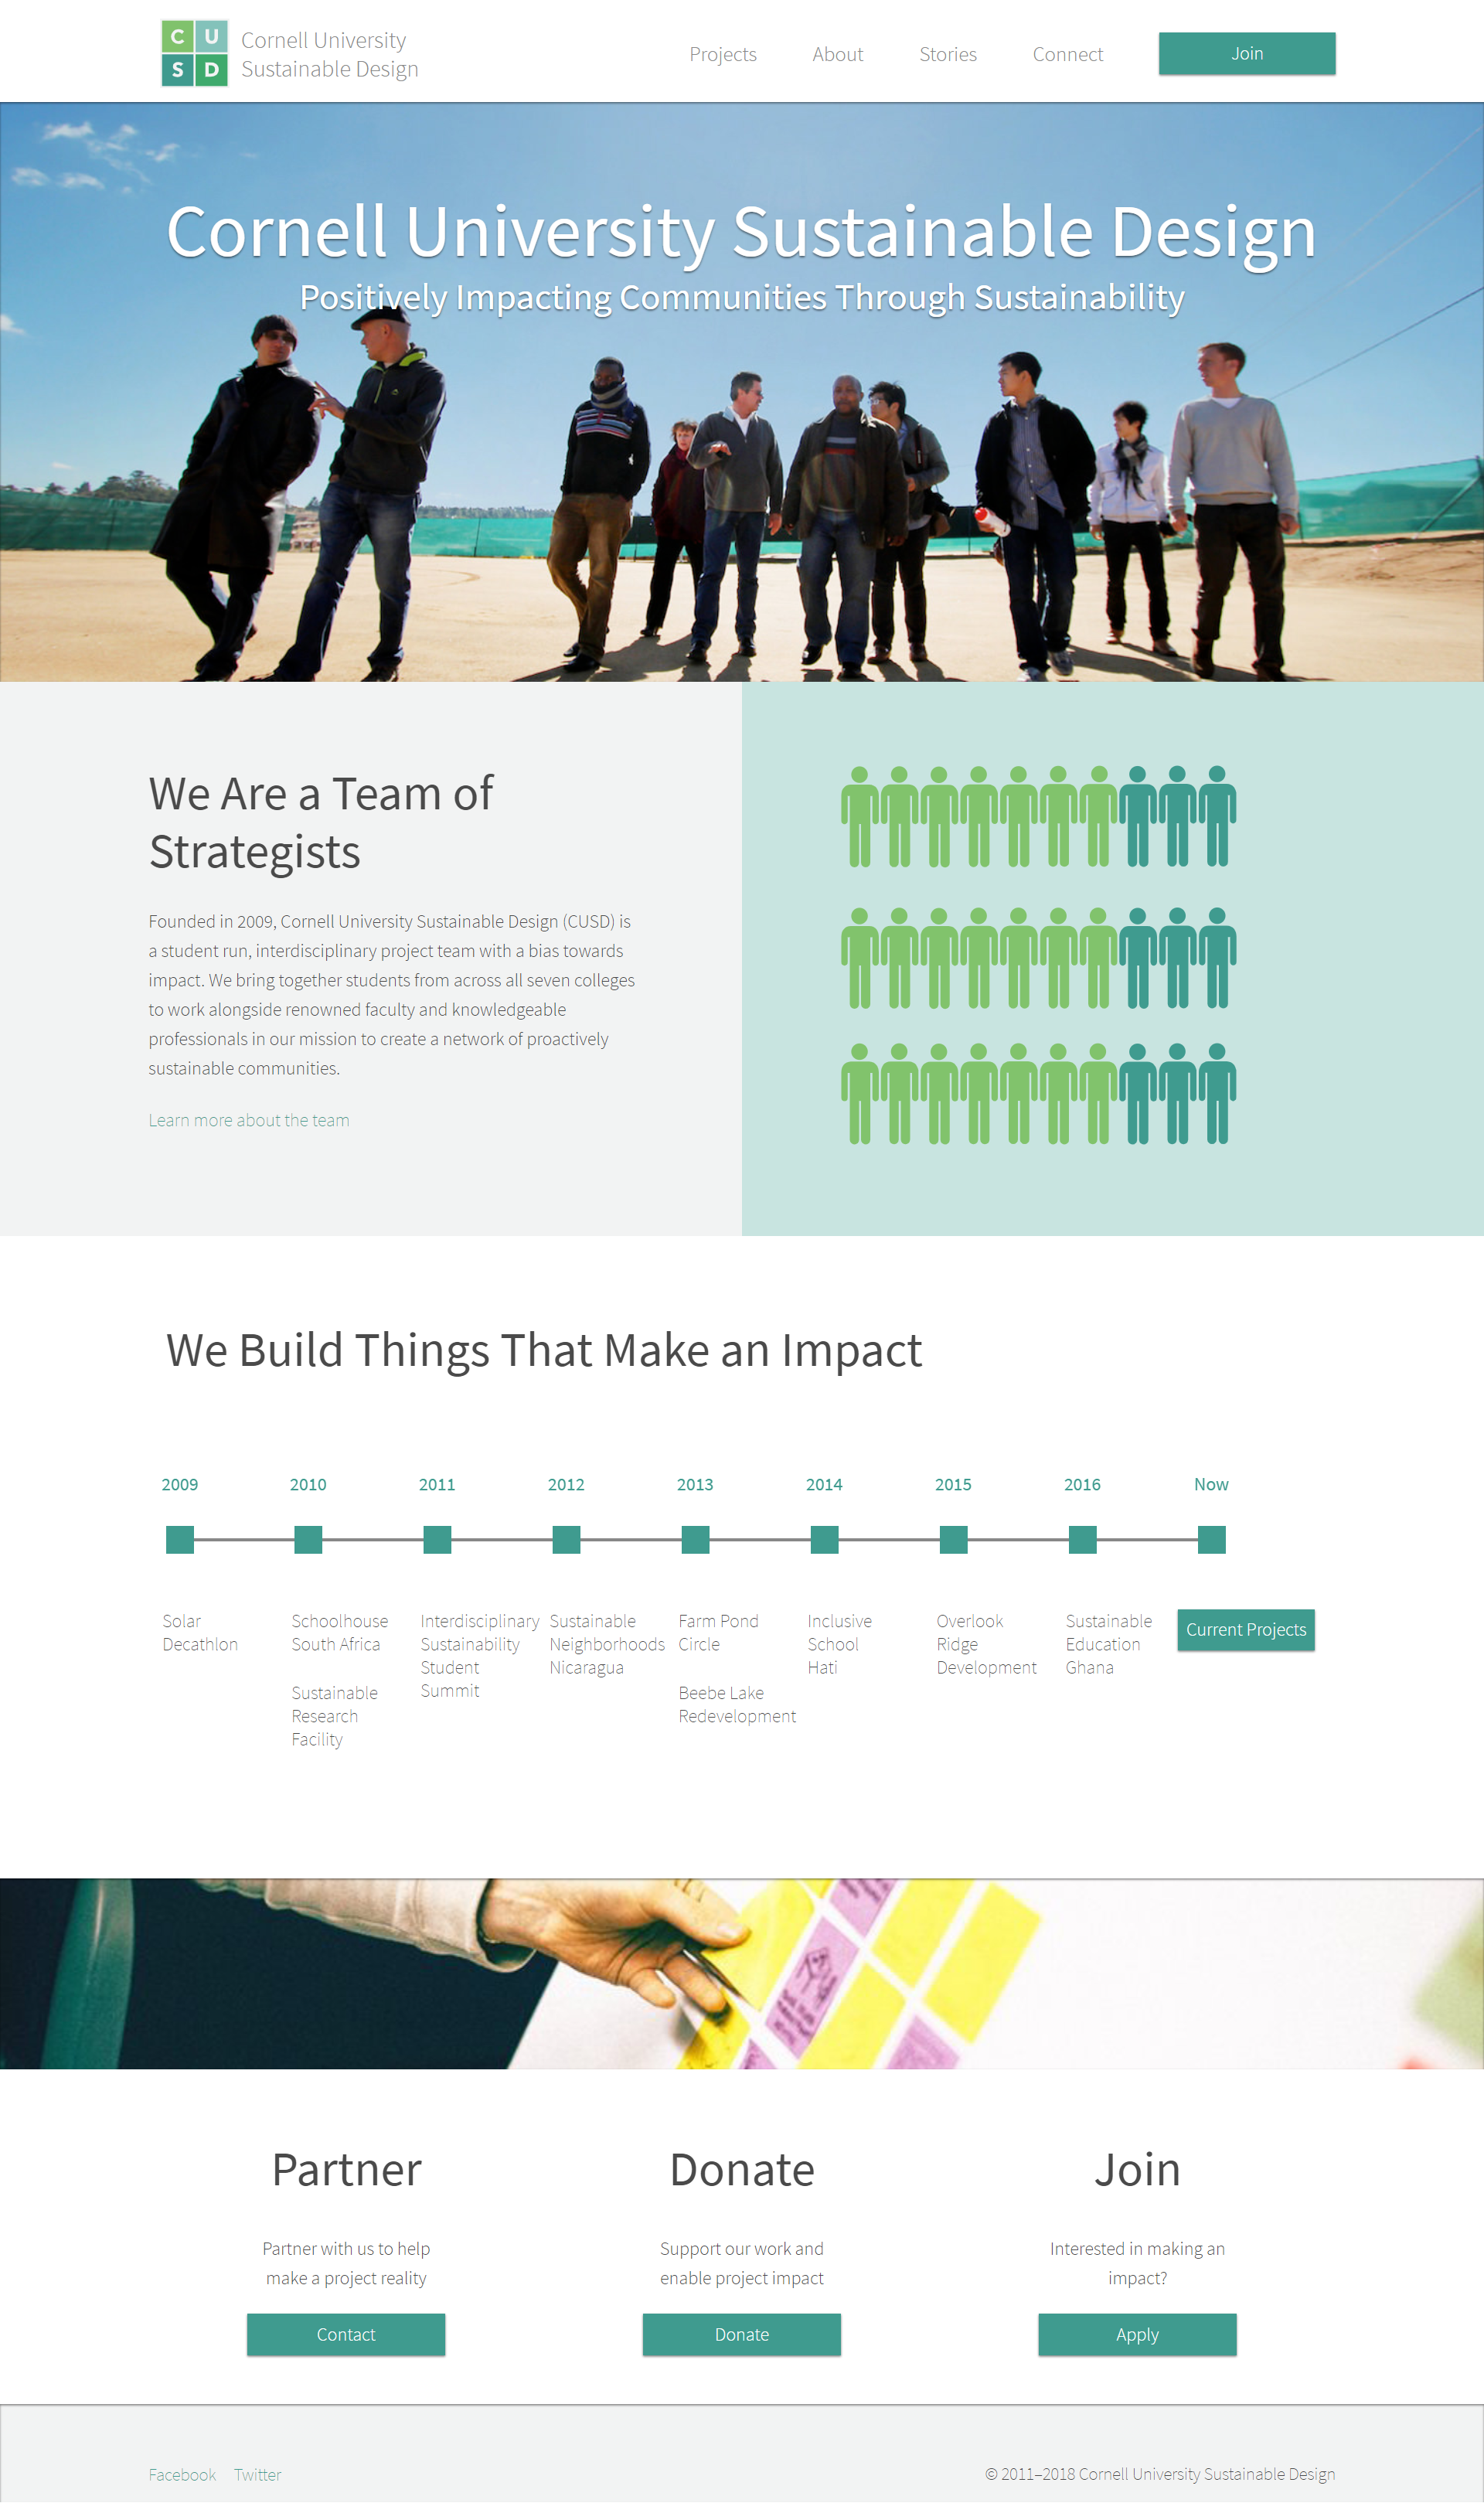 C U
S D
Cornell University
Sustainable Design
Projects About Stories Connect Join
Cornell University Sustainable Design
Positively Impacting Communities Through Sustainability
We Are a Team of
Strategists
Founded in 2009, Cornell University Sustainable Design (CUSD) is
a student run, interdisciplinary project team with a bias towards
impact. We bring together students from across all seven colleges
to work alongside renowned faculty and knowledgeable
professionals in our mission to create a network of proactively
sustainable communities.
Learn more about the team
We Build Things That Make an Impact
2009 2010 2011 2012 2013 2014 2015 2016 Now
Solar
Decathlon
Schoolhouse
South Africa
Sustainable
Research
Facility
Interdisciplinary
Sustainability
Student
Summit
Sustainable
Neighborhoods
Nicaragua
Farm Pond
Circle
Beebe Lake
Redevelopment
Inclusive
School
Hati
Overlook
Ridge
Development
Sustainable
Education
Ghana
Current Projects
Partner
Partner with us to help
make a project reality
Contact
Donate
Support our work and
enable project impact
Donate
Join
Interested in making an
impact?
Apply
Facebook Twitter
© 2011–2018 Cornell University Sustainable Design